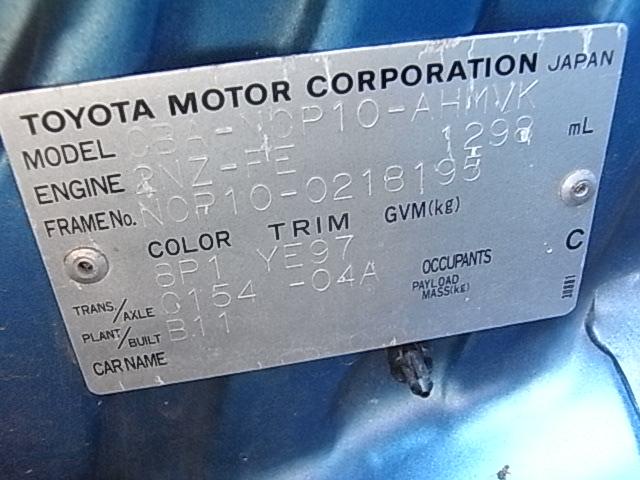 TOYOTA MOTOR CORPORATION JAPAN
MODEL CBA-NCP10-AHMVK
ENGINE 2NZ-FE 1298 mL
FRAME No. NCP10-0218195
COLOR TRIM GVM(kg)
8P1 YE97
TRANS/AXLE C154 -04A OCCUPANTS C
PLANT/BUILT B11 PAYLOAD MASS(kg)
CAR NAME